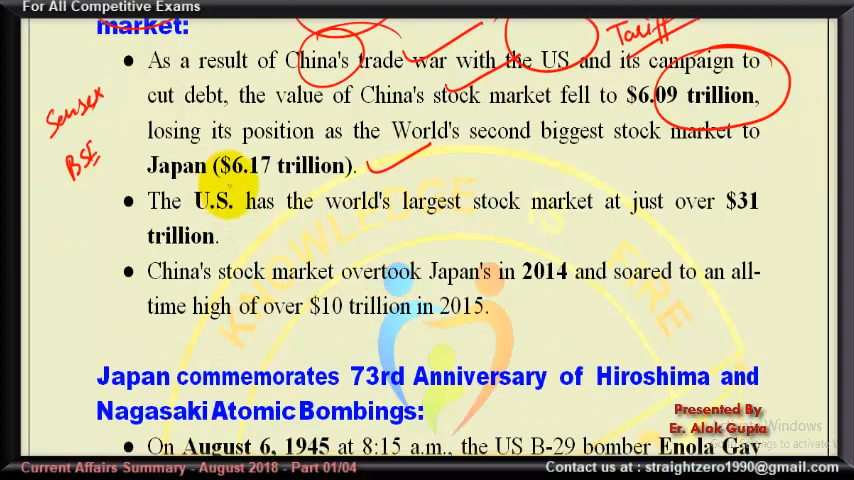 For All Competitive Exams
market:
Tariff
• As a result of China's trade war with the US and its campaign to
cut debt, the value of China's stock market fell to $6.09 trillion,
losing its position as the World's second biggest stock market to
Japan ($6.17 trillion).
Sensex
BSE
• The U.S. has the world's largest stock market at just over $31
trillion.
• China's stock market overtook Japan's in 2014 and soared to an all-
time high of over $10 trillion in 2015.
KNOWLEDGE IS FIRE
Japan commemorates 73rd Anniversary of Hiroshima and
Nagasaki Atomic Bombings:
Presented By
Er. Alok Gupta
• On August 6, 1945 at 8:15 a.m., the US B-29 bomber Enola Gay
Current Affairs Summary - August 2018 - Part 01/04
Contact us at : straightzero1990@gmail.com